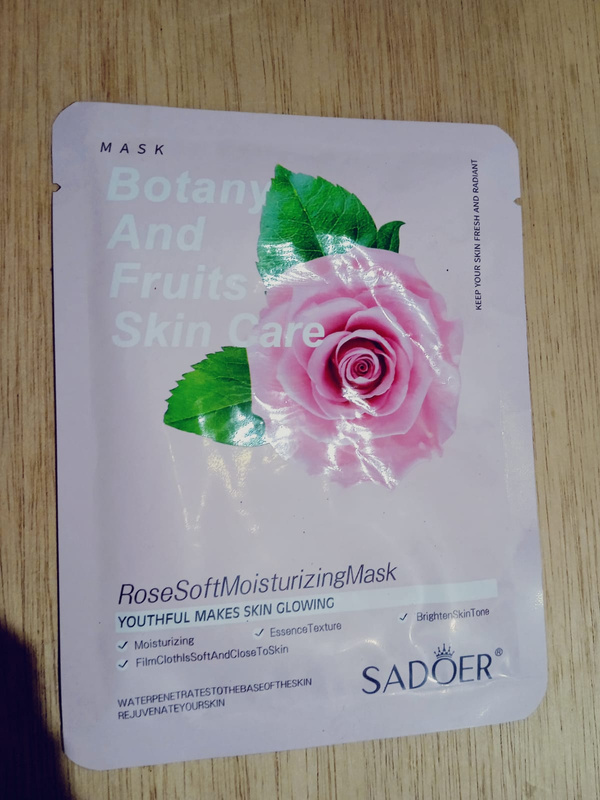 MASK
Botany
And
Fruits
Skin Care
KEEP YOUR SKIN FRESH AND RADIANT
RoseSoftMoisturizingMask
YOUTHFUL MAKES SKIN GLOWING
✓ Moisturizing ✓ EssenceTexture ✓ BrightenSkinTone
✓ FilmClothIsSoftAndCloseToSkin
WATERPENETRATESTOTHEBASEOFTHESKIN
REJUVENATEYOURSKIN
SADOER®